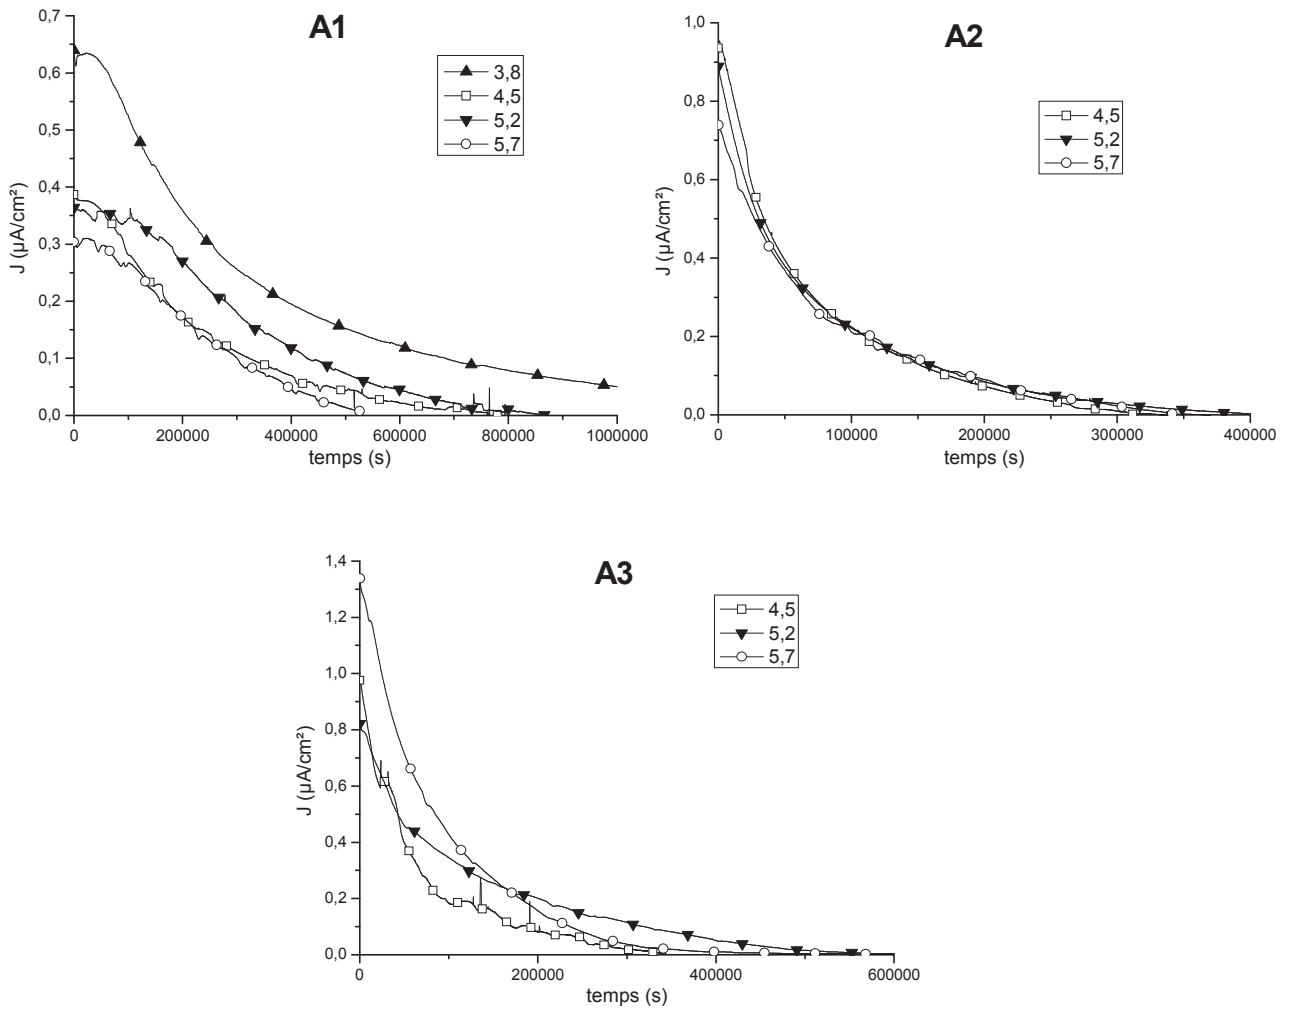 A1
0,7
0,6
0,5
0,4
0,3
0,2
0,1
0,0
J (µA/cm²)
3,8
4,5
5,2
5,7
0 200000 400000 600000 800000 1000000
temps (s)
A2
1,0
0,8
0,6
0,4
0,2
0,0
J (µA/cm²)
4,5
5,2
5,7
0 100000 200000 300000 400000
temps (s)
A3
1,4
1,2
1,0
0,8
0,6
0,4
0,2
0,0
J (µA/cm²)
4,5
5,2
5,7
0 200000 400000 600000
temps (s)